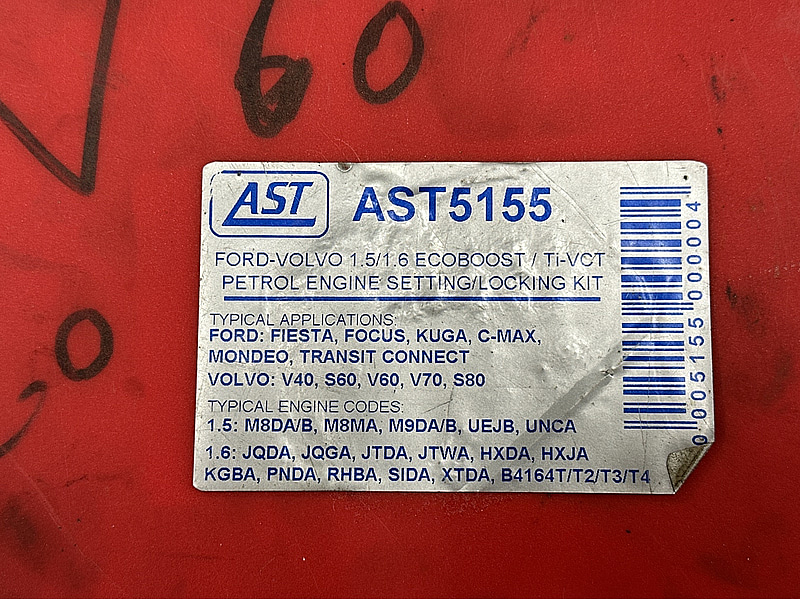 V60
AST AST5155
FORD-VOLVO 1.5/1.6 ECOBOOST / Ti-VCT
PETROL ENGINE SETTING/LOCKING KIT
TYPICAL APPLICATIONS:
FORD: FIESTA, FOCUS, KUGA, C-MAX,
MONDEO, TRANSIT CONNECT
VOLVO: V40, S60, V60, V70, S80
TYPICAL ENGINE CODES:
1.5: M8DA/B, M8MA, M9DA/B, UEJB, UNCA
1.6: JQDA, JQGA, JTDA, JTWA, HXDA, HXJA
KGBA, PNDA, RHBA, SIDA, XTDA, B4164T/T2/T3/T4
005155 000004